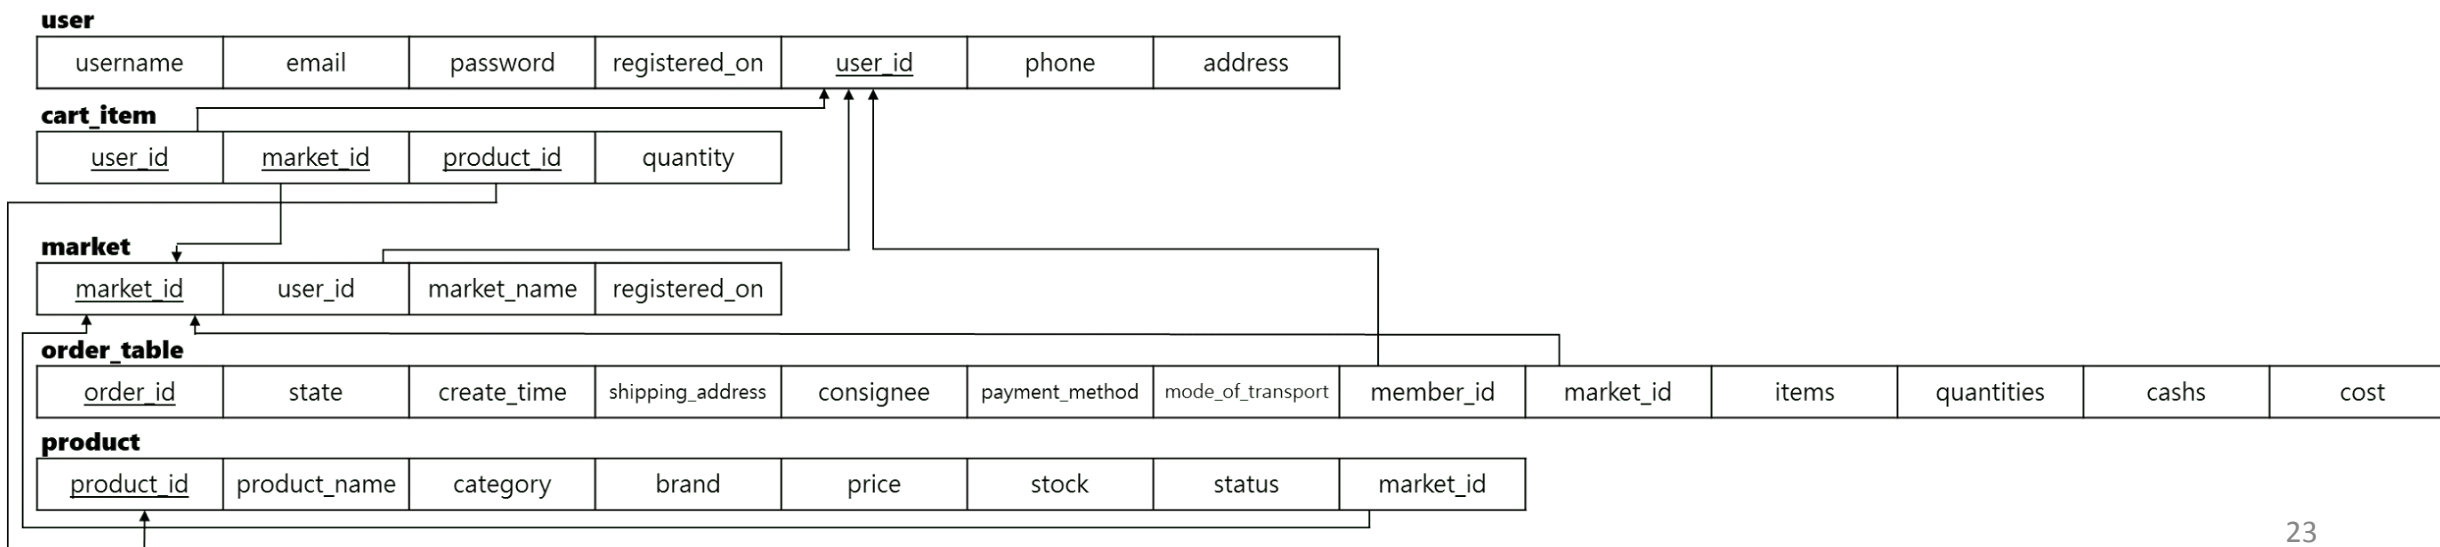 user
username email password registered_on user_id phone address
cart_item
user_id market_id product_id quantity
market
market_id user_id market_name registered_on
order_table
order_id state create_time shipping_address consignee payment_method mode_of_transport member_id market_id items quantities cashs cost
product
product_id product_name category brand price stock status market_id
23